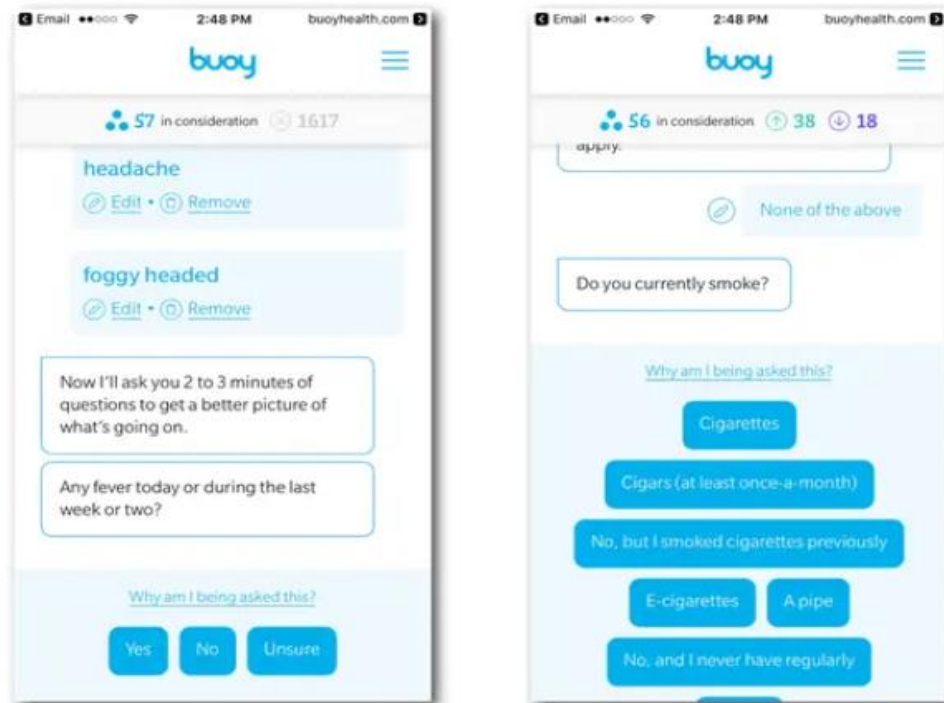 Email 2:48 PM buoyhealth.com
buoy
57 in consideration 1617
headache
Edit • Remove
foggy headed
Edit • Remove
Now I'll ask you 2 to 3 minutes of
questions to get a better picture of
what's going on.
Any fever today or during the last
week or two?
Why am I being asked this?
Yes No Unsure
Email 2:48 PM buoyhealth.com
buoy
56 in consideration 38 18
apply.
None of the above
Do you currently smoke?
Why am I being asked this?
Cigarettes
Cigars (at least once-a-month)
No, but I smoked cigarettes previously
E-cigarettes A pipe
No, and I never have regularly